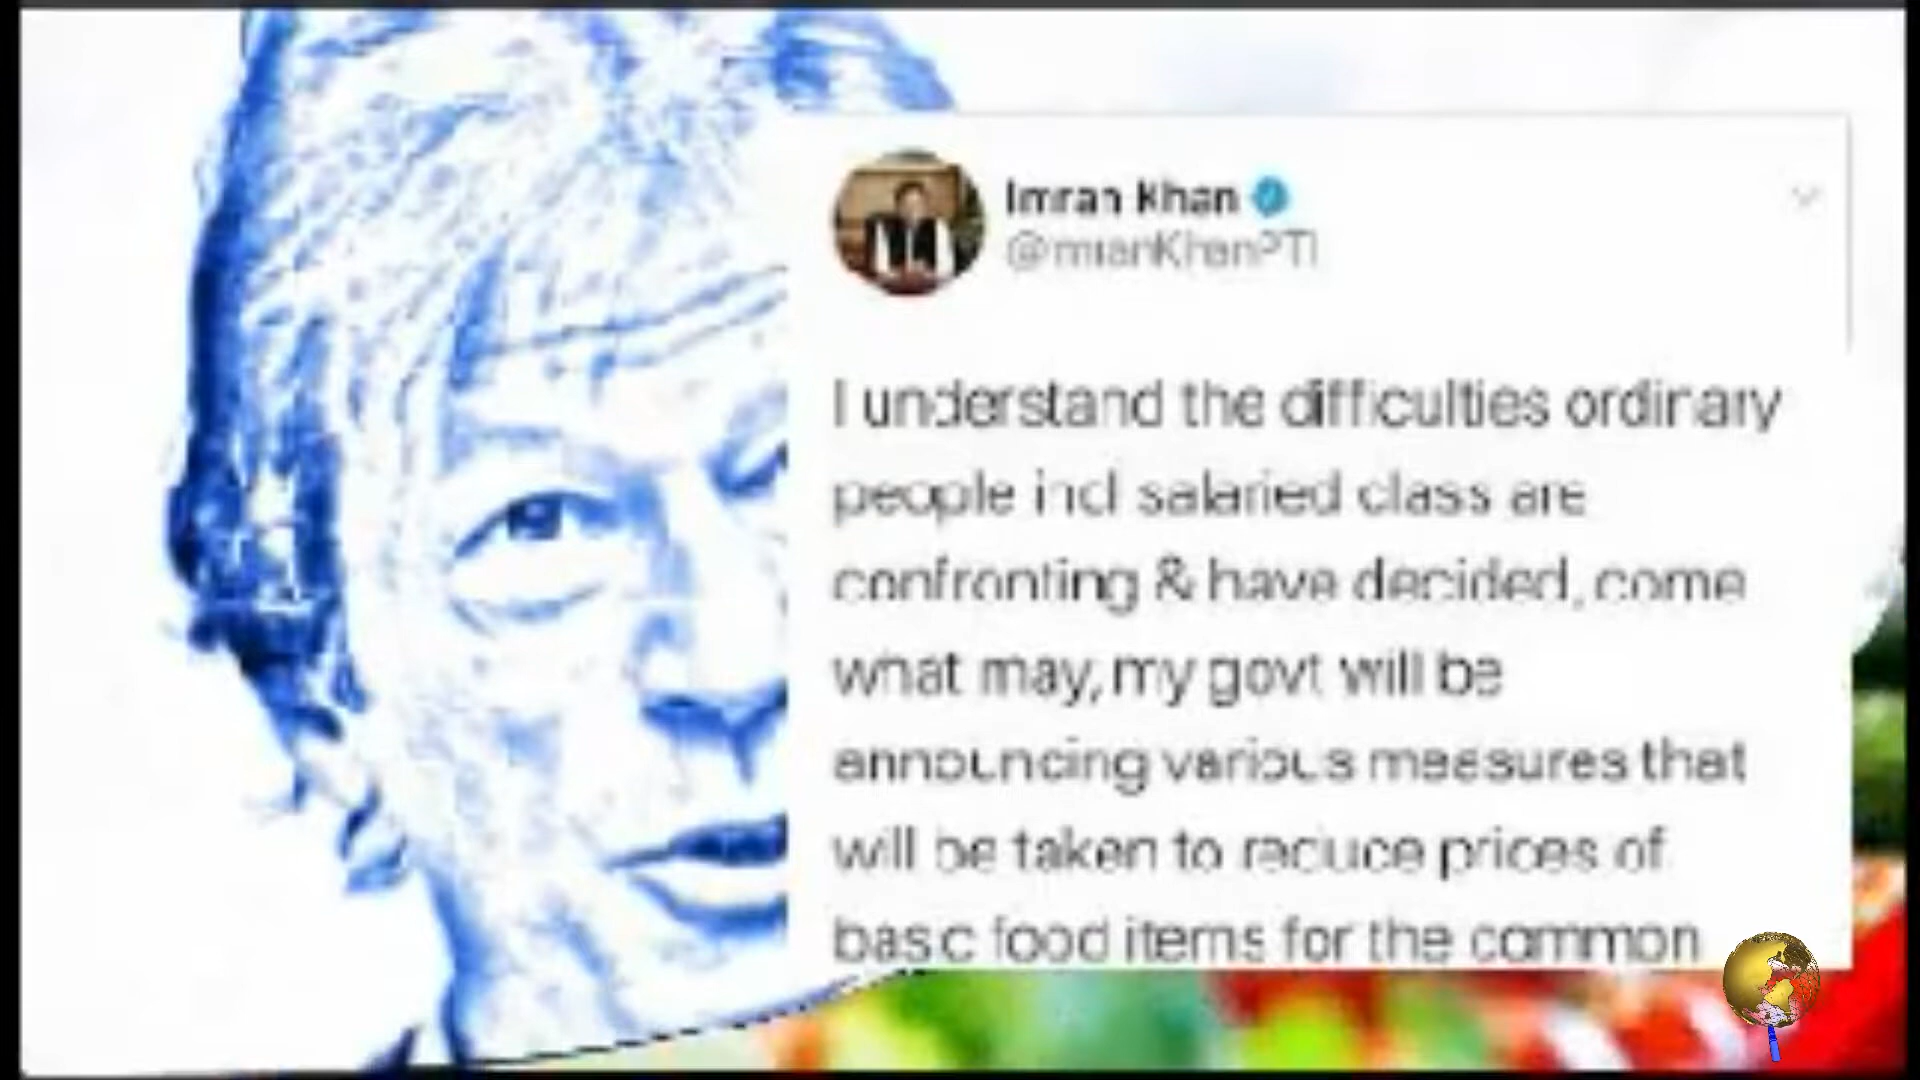 Imran Khan
@ImranKhanPTI
I understand the difficulties ordinary
people incl salaried class are
confronting & have decided, come
what may, my govt will be
announcing various measures that
will be taken to reduce prices of
basic food items for the common